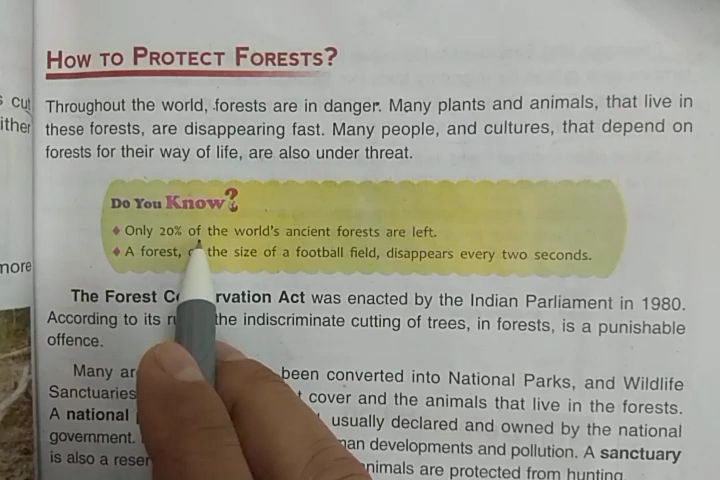 HOW TO PROTECT FORESTS?
s cut
Throughout the world, forests are in danger. Many plants and animals, that live in
ither
these forests, are disappearing fast. Many people, and cultures, that depend on
forests for their way of life, are also under threat.
DO YOU KNOW?
♦ Only 20% of the world's ancient forests are left.
♦ A forest, the size of a football field, disappears every two seconds.
more
The Forest C rvation Act was enacted by the Indian Parliament in 1980.
According to its the indiscriminate cutting of trees, in forests, is a punishable
offence.
Many been converted into National Parks, and Wildlife
Sanctuaries cover and the animals that live in the forests.
A national usually declared and owned by the national
government. developments and pollution. A sanctuary
is also a are protected from hunting